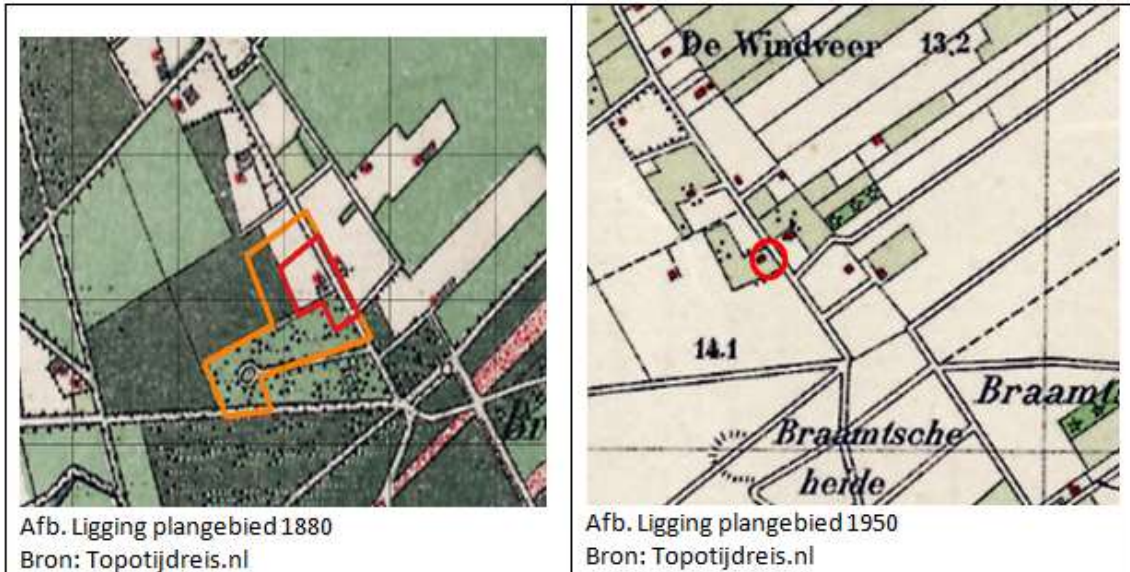 Afb. Ligging plangebied 1880
Bron: Topotijdreis.nl
De Windveer 13.2.
14.1
Braamtsche
heide
Afb. Ligging plangebied 1950
Bron: Topotijdreis.nl